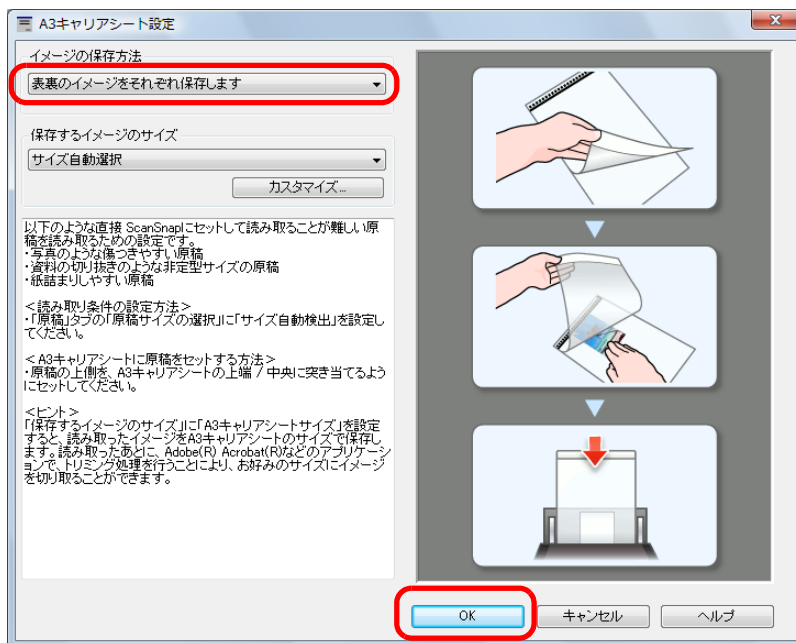 A3キャリアシート設定
イメージの保存方法
表裏のイメージをそれぞれ保存します
保存するイメージのサイズ
サイズ自動選択
カスタマイズ...
以下のような直接 ScanSnapにセットして読み取ることが難しい原
稿を読み取るための設定です。
・写真のような傷つきやすい原稿
・資料の切り抜きのような非定型サイズの原稿
・紙詰まりしやすい原稿
＜読み取り条件の設定方法＞
・「原稿」タブの「原稿サイズの選択」に「サイズ自動検出」を設定し
てください。
＜A3キャリアシートに原稿をセットする方法＞
・原稿の上側を、A3キャリアシートの上端 / 中央に突き当てるよう
にセットしてください。
＜ヒント＞
「保存するイメージのサイズ」に「A3キャリアシートサイズ」を設定
すると、読み取ったイメージをA3キャリアシートのサイズで保存し
ます。読み取ったあとに、Adobe(R) Acrobat(R)などのアプリケーシ
ョンで、トリミング処理を行うことにより、お好みのサイズにイメージ
を切り取ることができます。
OK
キャンセル
ヘルプ